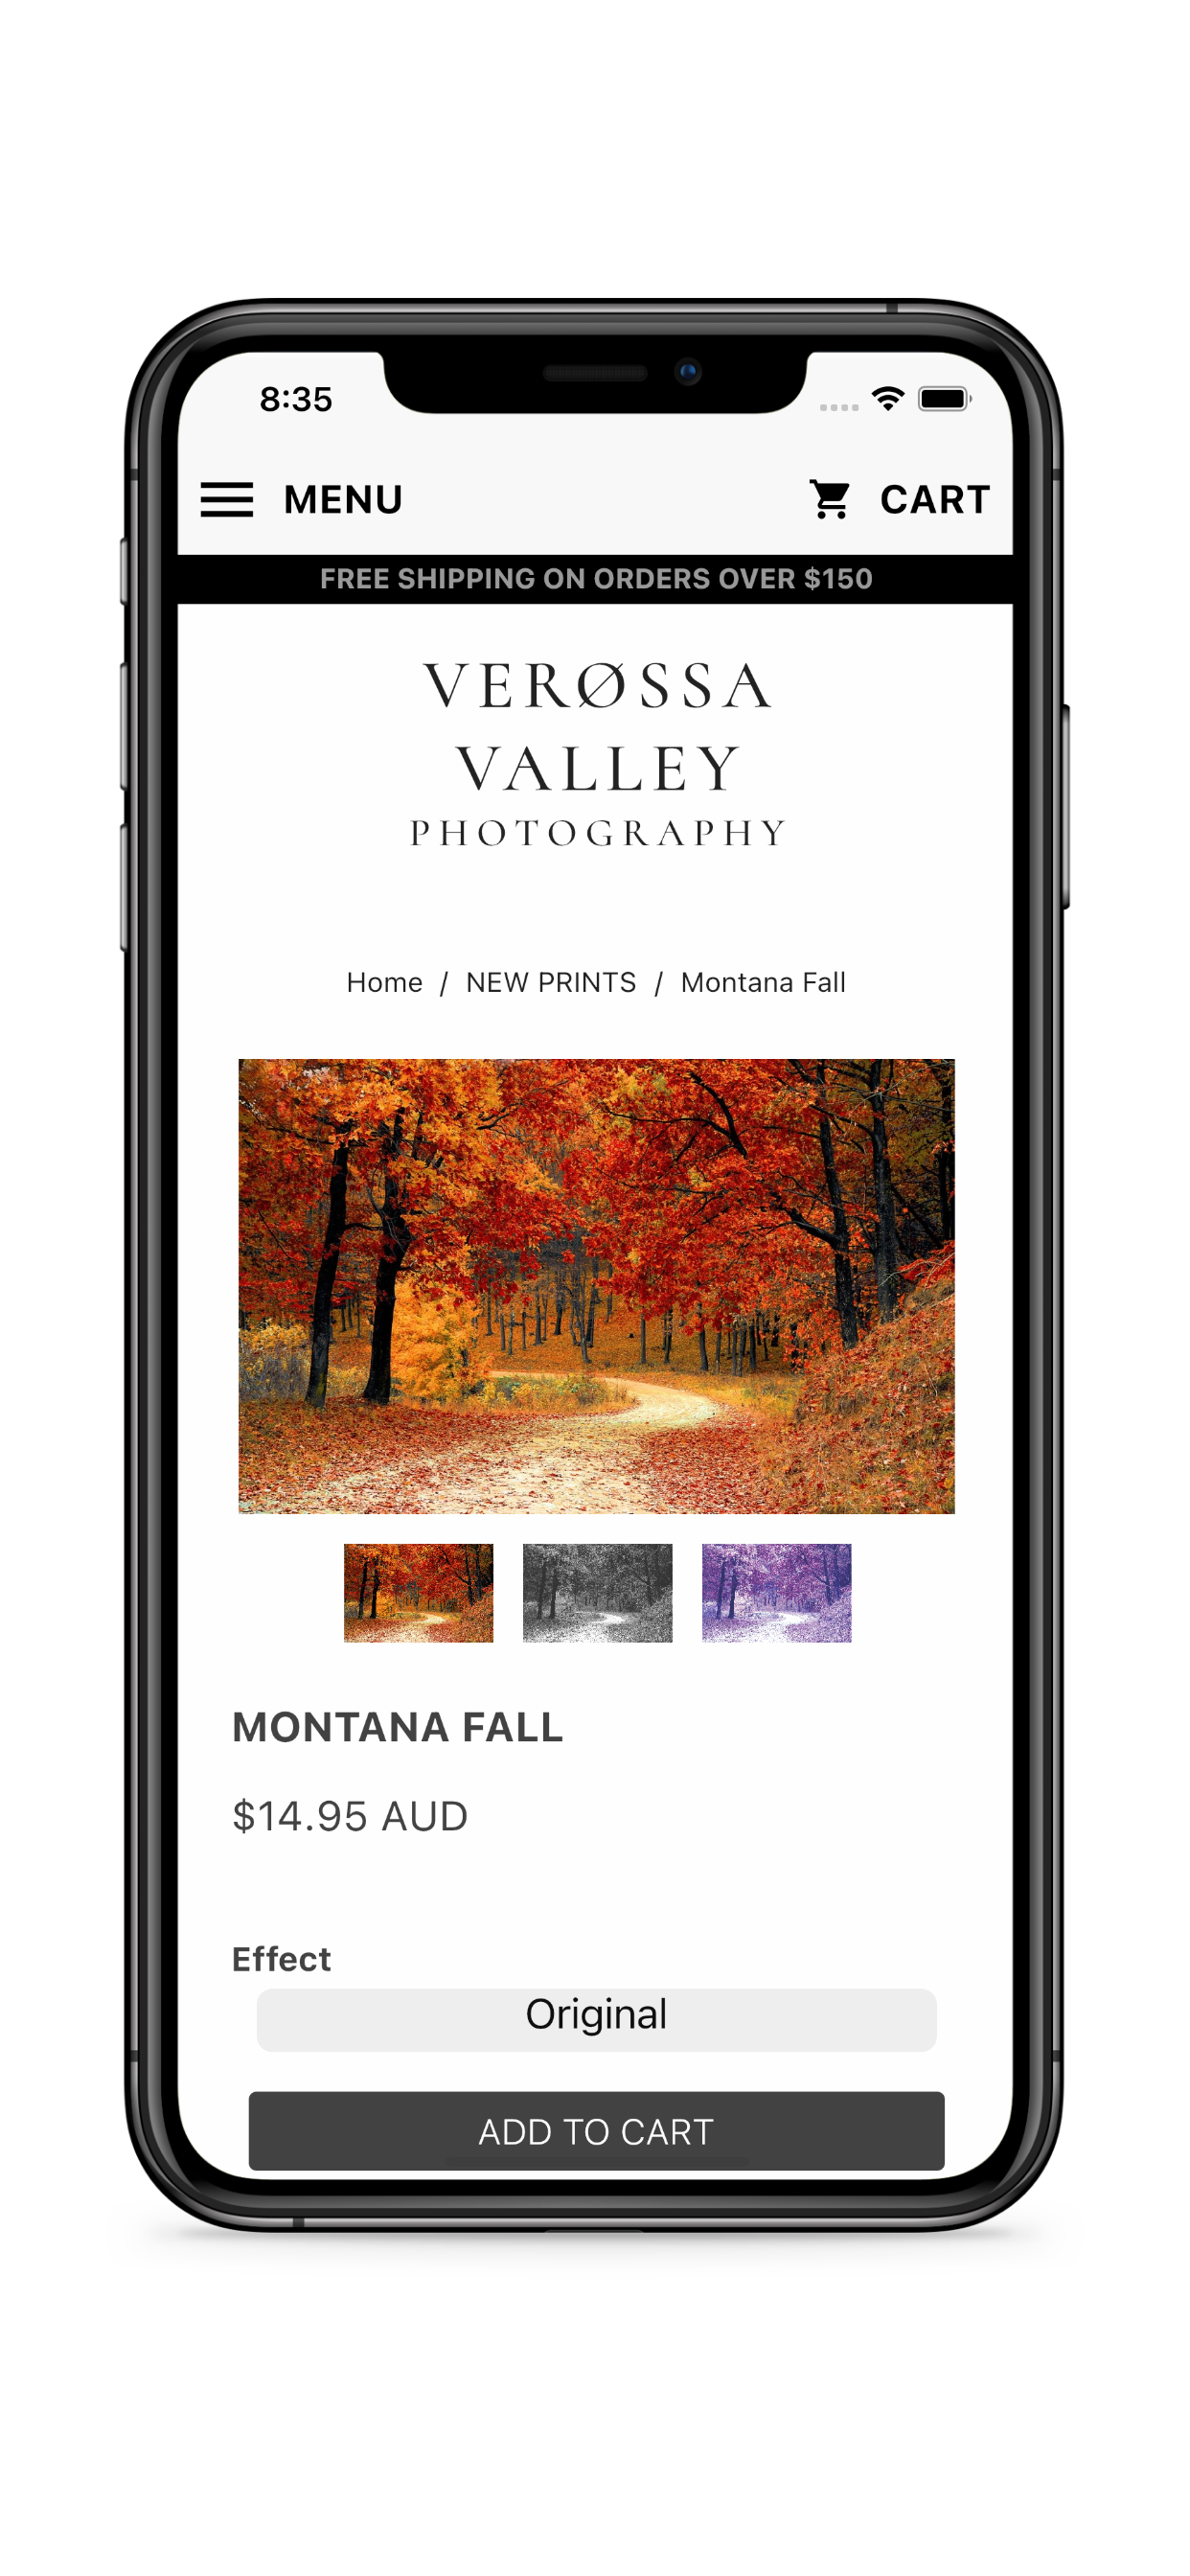 8:35
MENU CART
FREE SHIPPING ON ORDERS OVER $150
VERØSSA
VALLEY
PHOTOGRAPHY
Home / NEW PRINTS / Montana Fall
MONTANA FALL
$14.95 AUD
Effect
Original
ADD TO CART